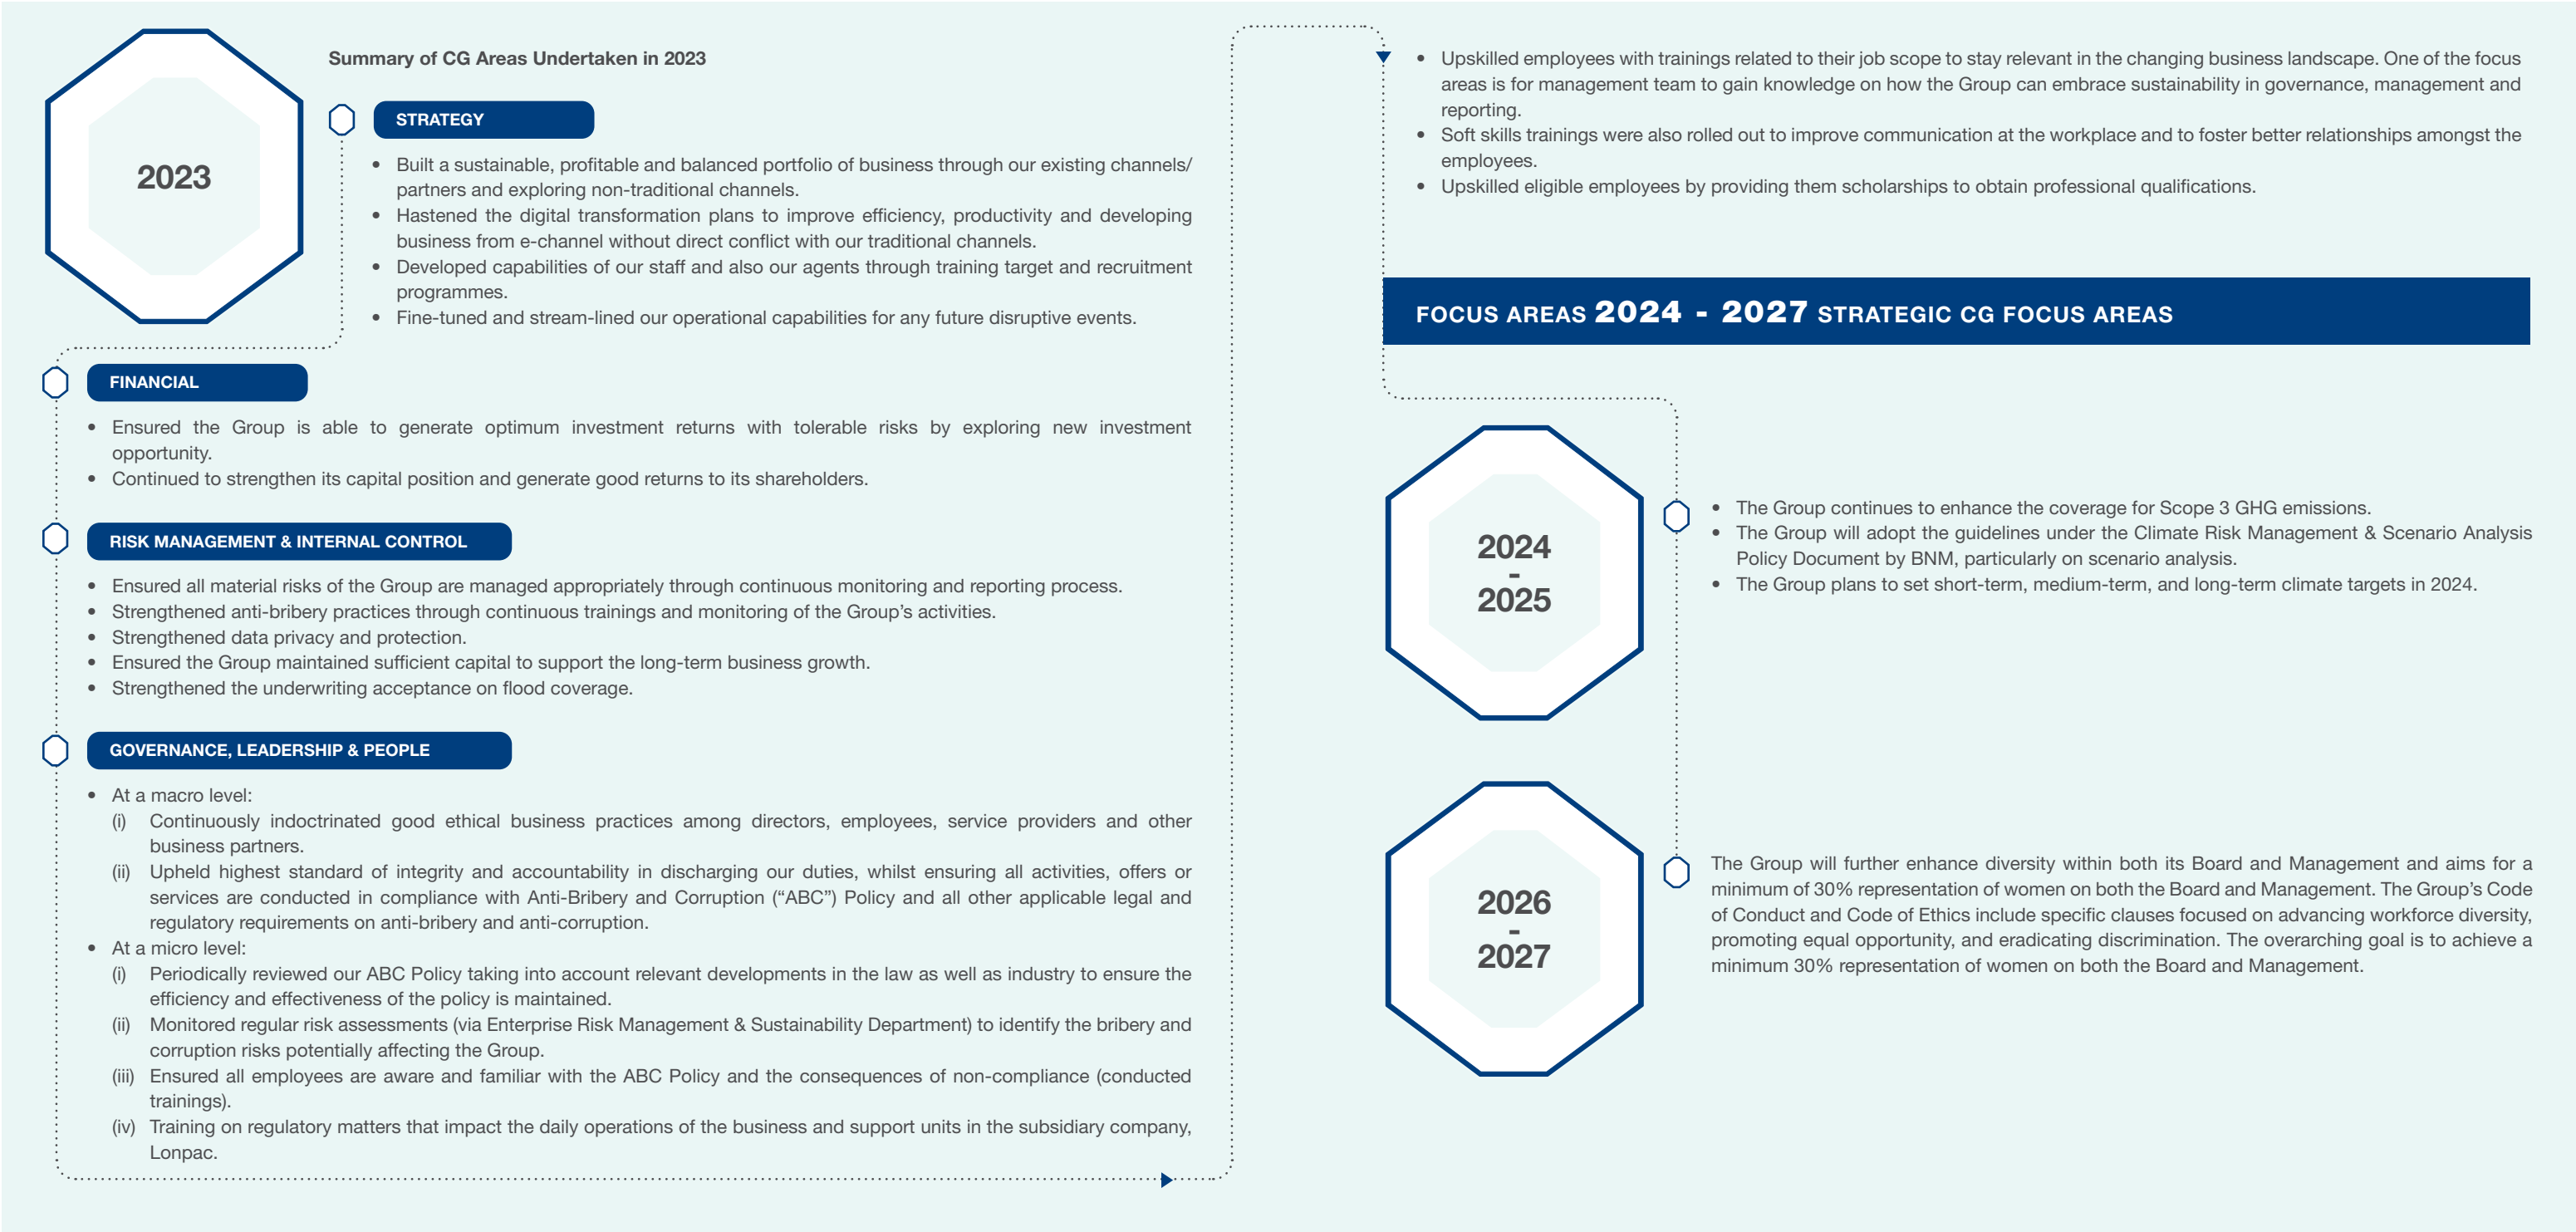 2023
Summary of CG Areas Undertaken in 2023
STRATEGY
• Built a sustainable, profitable and balanced portfolio of business through our existing channels/
partners and exploring non-traditional channels.
• Hastened the digital transformation plans to improve efficiency, productivity and developing
business from e-channel without direct conflict with our traditional channels.
• Developed capabilities of our staff and also our agents through training target and recruitment
programmes.
• Fine-tuned and stream-lined our operational capabilities for any future disruptive events.
FINANCIAL
• Ensured the Group is able to generate optimum investment returns with tolerable risks by exploring new investment
opportunity.
• Continued to strengthen its capital position and generate good returns to its shareholders.
RISK MANAGEMENT & INTERNAL CONTROL
• Ensured all material risks of the Group are managed appropriately through continuous monitoring and reporting process.
• Strengthened anti-bribery practices through continuous trainings and monitoring of the Group’s activities.
• Strengthened data privacy and protection.
• Ensured the Group maintained sufficient capital to support the long-term business growth.
• Strengthened the underwriting acceptance on flood coverage.
GOVERNANCE, LEADERSHIP & PEOPLE
• At a macro level:
(i) Continuously indoctrinated good ethical business practices among directors, employees, service providers and other
business partners.
(ii) Upheld highest standard of integrity and accountability in discharging our duties, whilst ensuring all activities, offers or
services are conducted in compliance with Anti-Bribery and Corruption (“ABC”) Policy and all other applicable legal and
regulatory requirements on anti-bribery and anti-corruption.
• At a micro level:
(i) Periodically reviewed our ABC Policy taking into account relevant developments in the law as well as industry to ensure the
efficiency and effectiveness of the policy is maintained.
(ii) Monitored regular risk assessments (via Enterprise Risk Management & Sustainability Department) to identify the bribery and
corruption risks potentially affecting the Group.
(iii) Ensured all employees are aware and familiar with the ABC Policy and the consequences of non-compliance (conducted
trainings).
(iv) Training on regulatory matters that impact the daily operations of the business and support units in the subsidiary company,
Lonpac.
• Upskilled employees with trainings related to their job scope to stay relevant in the changing business landscape. One of the focus
areas is for management team to gain knowledge on how the Group can embrace sustainability in governance, management and
reporting.
• Soft skills trainings were also rolled out to improve communication at the workplace and to foster better relationships amongst the
employees.
• Upskilled eligible employees by providing them scholarships to obtain professional qualifications.
FOCUS AREAS 2024 - 2027 STRATEGIC CG FOCUS AREAS
2024
-
2025
• The Group continues to enhance the coverage for Scope 3 GHG emissions.
• The Group will adopt the guidelines under the Climate Risk Management & Scenario Analysis
Policy Document by BNM, particularly on scenario analysis.
• The Group plans to set short-term, medium-term, and long-term climate targets in 2024.
2026
-
2027
The Group will further enhance diversity within both its Board and Management and aims for a
minimum of 30% representation of women on both the Board and Management. The Group’s Code
of Conduct and Code of Ethics include specific clauses focused on advancing workforce diversity,
promoting equal opportunity, and eradicating discrimination. The overarching goal is to achieve a
minimum 30% representation of women on both the Board and Management.